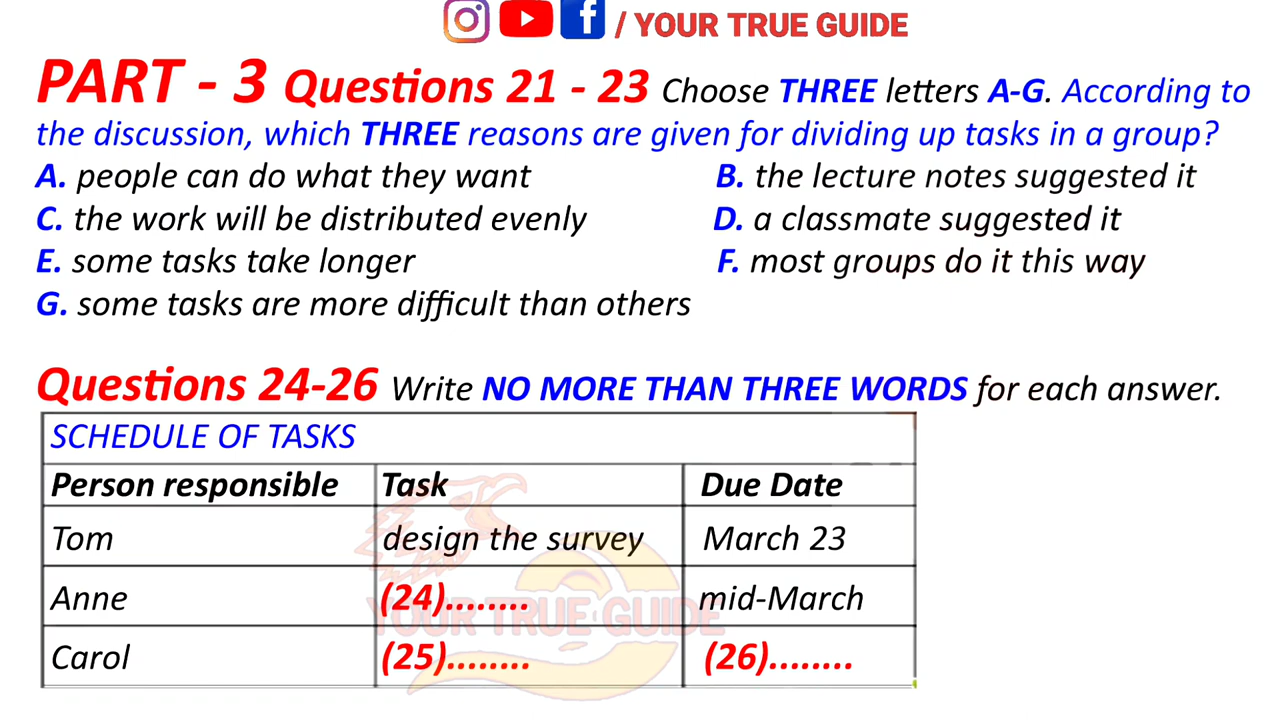 / YOUR TRUE GUIDE
PART - 3 Questions 21 - 23 Choose THREE letters A-G. According to
the discussion, which THREE reasons are given for dividing up tasks in a group?
A. people can do what they want B. the lecture notes suggested it
C. the work will be distributed evenly D. a classmate suggested it
E. some tasks take longer F. most groups do it this way
G. some tasks are more difficult than others
Questions 24-26 Write NO MORE THAN THREE WORDS for each answer.
SCHEDULE OF TASKS
Person responsible Task Due Date
Tom design the survey March 23
Anne (24)........ mid-March
YOUR TRUE GUIDE
Carol (25)........ (26)........